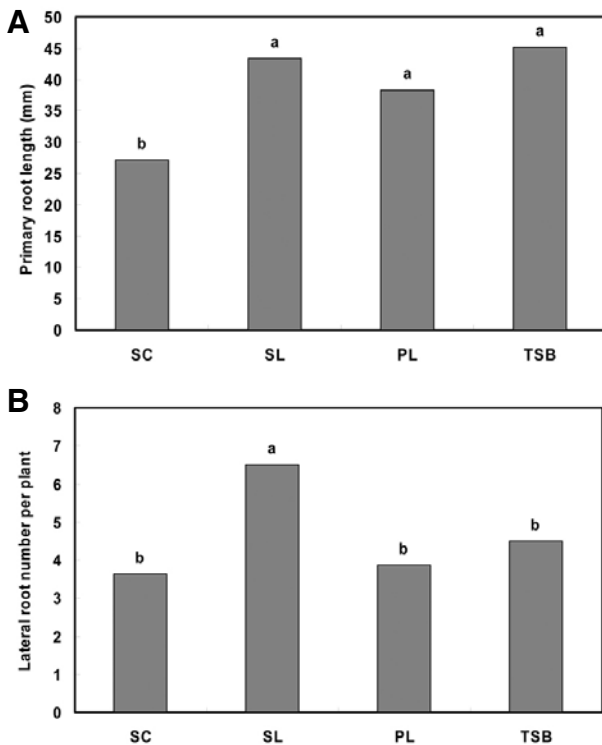 A
Primary root length (mm)
50
45
40
35
30
25
20
15
10
5
0
b
a
a
a
SC SL PL TSB
B
Lateral root number per plant
8
7
6
5
4
3
2
1
0
b
a
b
b
SC SL PL TSB